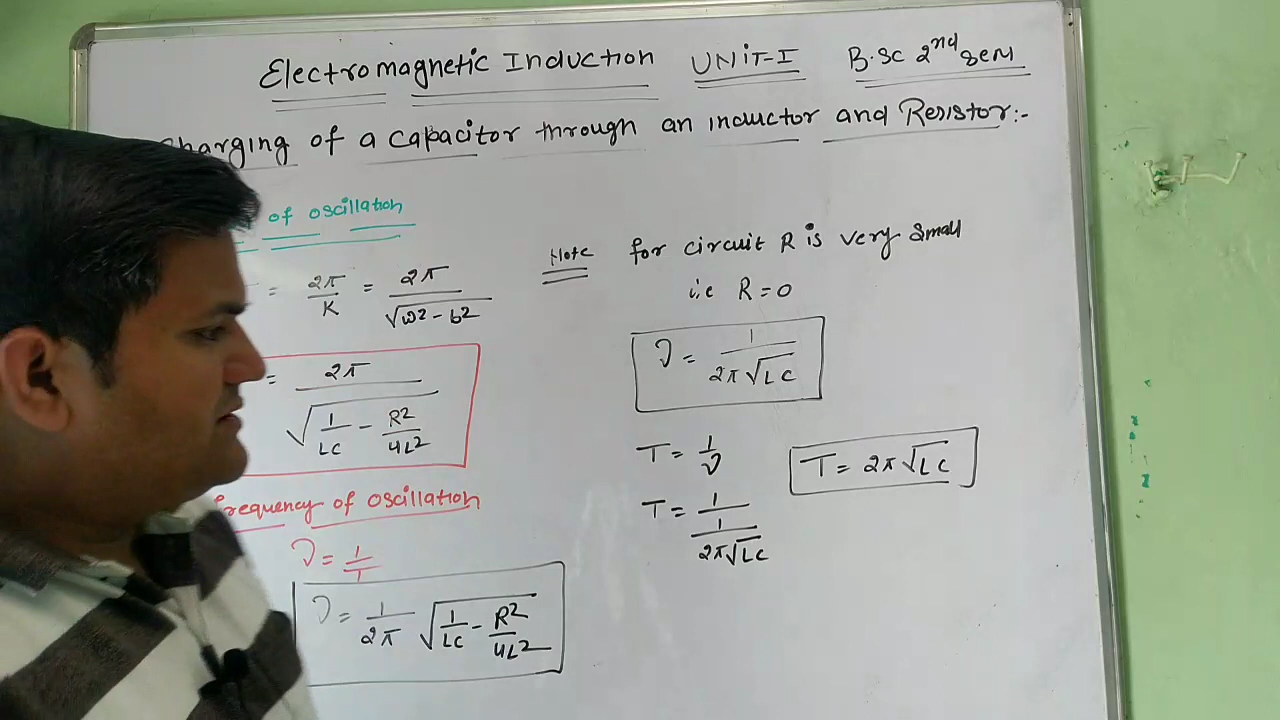 Electromagnetic Induction UNIT-I B.Sc 2nd sem
Charging of a capacitor through an inductor and Resistor:-
of oscillation
= 2π/K = 2π/√(ω² - b²)
= 2π/√(1/LC - R²/4L²)
frequency of oscillation
ν = 1/T
ν = 1/2π √(1/LC - R²/4L²)
Note for circuit R is very small
i.e R = 0
ν = 1/2π√LC
T = 1/ν
T = 1/(1/2π√LC)
T = 2π√LC